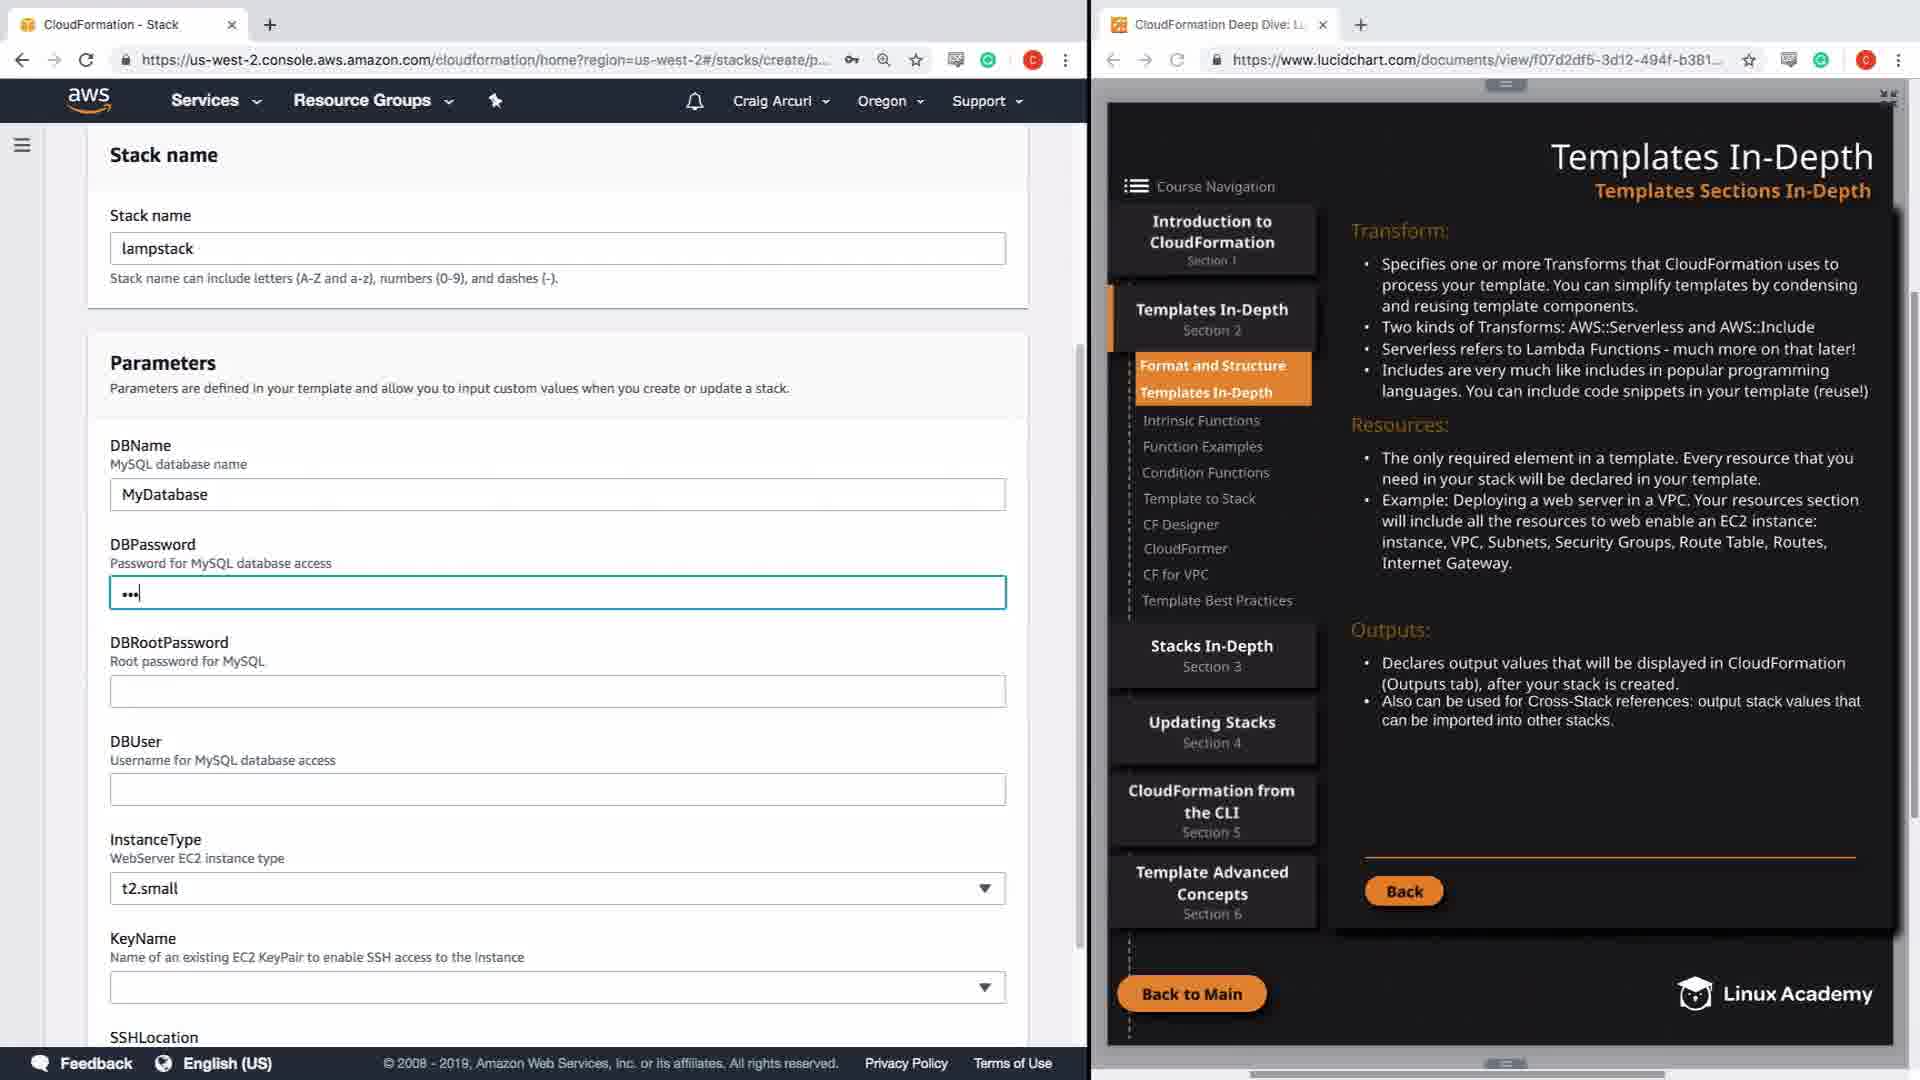 CloudFormation - Stack
https://us-west-2.console.aws.amazon.com/cloudformation/home?region=us-west-2#/stacks/create/p...
aws
Services
Resource Groups
Craig Arcurl
Oregon
Support
Stack name
Stack name
lampstack
Stack name can include letters (A-Z and a-z), numbers (0-9), and dashes (-).
Parameters
Parameters are defined in your template and allow you to input custom values when you create or update a stack.
DBName
MySQL database name
MyDatabase
DBPassword
Password for MySQL database access
•••
DBRootPassword
Root password for MySQL
DBUser
Username for MySQL database access
InstanceType
WebServer EC2 instance type
t2.small
KeyName
Name of an existing EC2 KeyPair to enable SSH access to the instance
SSHLocation
Feedback
English (US)
© 2008 - 2019, Amazon Web Services, Inc. or its affiliates. All rights reserved.
Privacy Policy
Terms of Use
CloudFormation Deep Dive: Lu
https://www.lucidchart.com/documents/view/f07d2df5-3d12-494f-b381...
C
C
Templates In-Depth
Templates Sections In-Depth
Course Navigation
Introduction to
CloudFormation
Section 1
Templates In-Depth
Section 2
Format and Structure
Templates In-Depth
Intrinsic Functions
Function Examples
Condition Functions
Template to Stack
CF Designer
CloudFormer
CF for VPC
Template Best Practices
Stacks In-Depth
Section 3
Updating Stacks
Section 4
CloudFormation from
the CLI
Section 5
Template Advanced
Concepts
Section 6
Back to Main
Transform:
• Specifies one or more Transforms that CloudFormation uses to
process your template. You can simplify templates by condensing
and reusing template components.
• Two kinds of Transforms: AWS::Serverless and AWS::Include
• Serverless refers to Lambda Functions - much more on that later!
• Includes are very much like includes in popular programming
languages. You can include code snippets in your template (reuse!)
Resources:
• The only required element in a template. Every resource that you
need in your stack will be declared in your template.
• Example: Deploying a web server in a VPC. Your resources section
will include all the resources to web enable an EC2 instance:
instance, VPC, Subnets, Security Groups, Route Table, Routes,
Internet Gateway.
Outputs:
• Declares output values that will be displayed in CloudFormation
(Outputs tab), after your stack is created.
• Also can be used for Cross-Stack references: output stack values that
can be imported into other stacks.
Back
Linux Academy